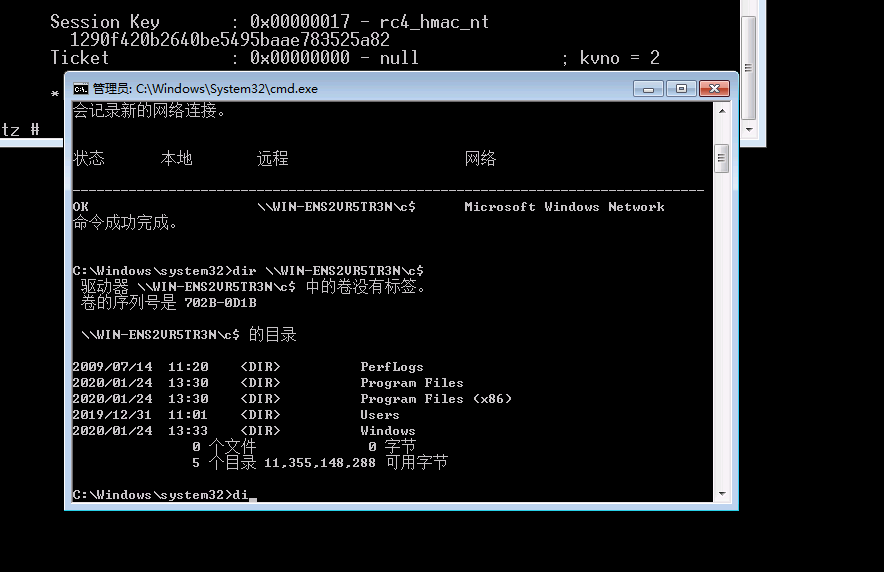 Session Key : 0x00000017 - rc4_hmac_nt
1290f420b2640be5495baae783525a82
Ticket : 0x00000000 - null ; kvno = 2
*
tz #
管理员: C:\Windows\System32\cmd.exe
会记录新的网络连接。
状态 本地 远程 网络
-------------------------------------------------------------------------------
OK \\WIN-ENS2VR5TR3N\c$ Microsoft Windows Network
命令成功完成。
C:\Windows\system32>dir \\WIN-ENS2VR5TR3N\c$
驱动器 \\WIN-ENS2VR5TR3N\c$ 中的卷没有标签。
卷的序列号是 702B-0D1B
\\WIN-ENS2VR5TR3N\c$ 的目录
2009/07/14 11:20 <DIR> PerfLogs
2020/01/24 13:30 <DIR> Program Files
2020/01/24 13:30 <DIR> Program Files (x86)
2019/12/31 11:01 <DIR> Users
2020/01/24 13:33 <DIR> Windows
0 个文件 0 字节
5 个目录 11,355,148,288 可用字节
C:\Windows\system32>di_